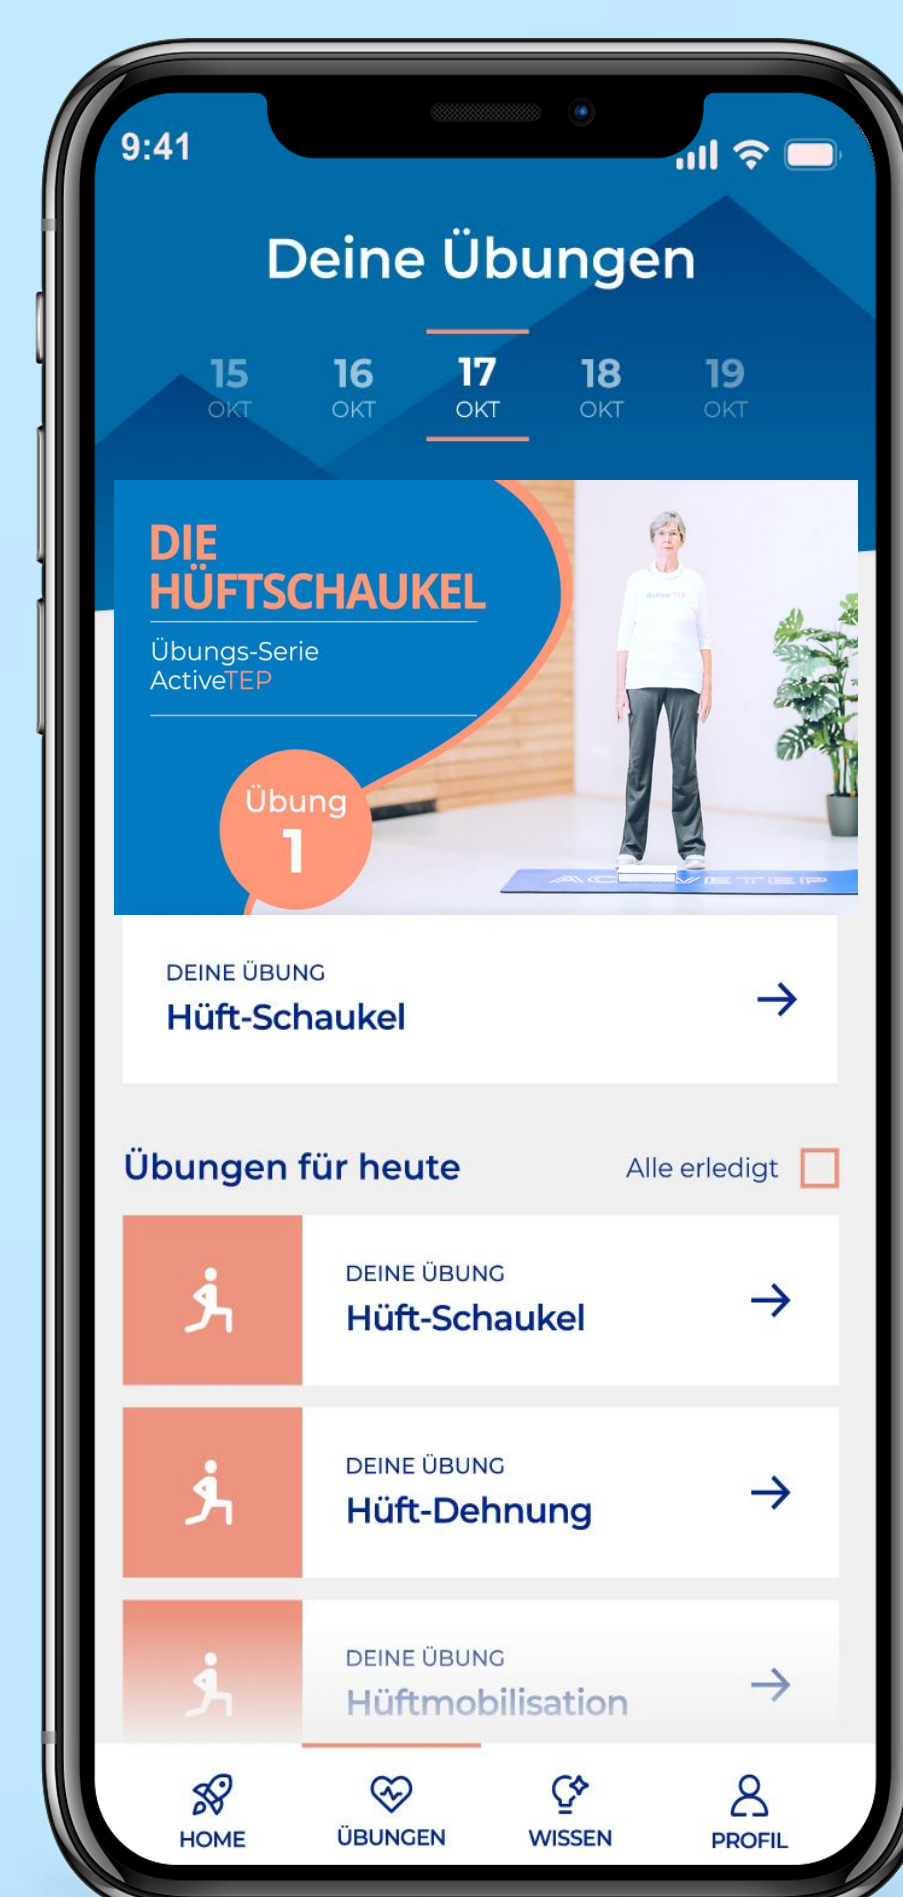 9:41
Deine Übungen
15 16 17 18 19
OKT OKT OKT OKT OKT
DIE
HÜFTSCHAUKEL
Übungs-Serie
ActiveTEP
Übung
1
ActiveTEP
ACTIVETEP
DEINE ÜBUNG
Hüft-Schaukel
Übungen für heute
Alle erledigt
DEINE ÜBUNG
Hüft-Schaukel
DEINE ÜBUNG
Hüft-Dehnung
DEINE ÜBUNG
Hüftmobilisation
HOME ÜBUNGEN WISSEN PROFIL